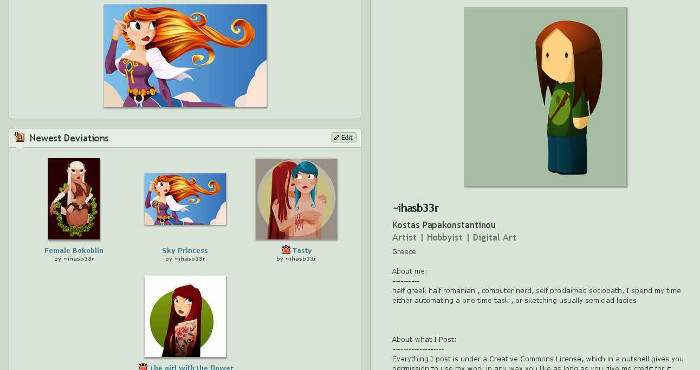 Newest Deviations
Edit
Female Bokoblin
by ~ihasb33r
Sky Princess
by ~ihasb33r
Tasty
by ~ihasb33r
The girl with the flower
~ihasb33r
Kostas Papakonstantinou
Artist | Hobbyist | Digital Art
Greece
About me:
----------
half greek half romanian , computer nerd, self proclaimed sociopath, I spend my time
either automating a one time task , or sketching usually semiclad ladies
About what I Post:
-------------------
Everything I post is under a Creative Commons License, which in a nutshell gives you
permission to use my work in any way you like as long as you give me credit for it